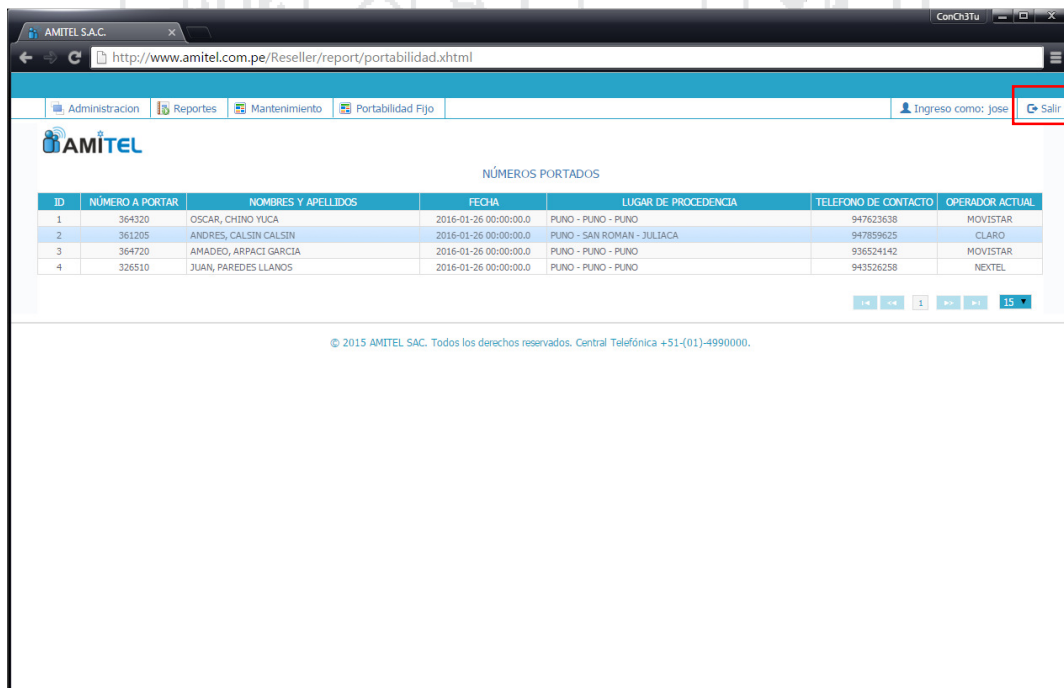 ConCh3Tu
AMITEL S.A.C.
http://www.amitel.com.pe/Reseller/report/portabilidad.xhtml
Administracion Reportes Mantenimiento Portabilidad Fijo Ingreso como: jose Salir
AMITEL
NÚMEROS PORTADOS
ID NÚMERO A PORTAR NOMBRES Y APELLIDOS FECHA LUGAR DE PROCEDENCIA TELEFONO DE CONTACTO OPERADOR ACTUAL
1 364320 OSCAR, CHINO YUCA 2016-01-26 00:00:00.0 PUNO - PUNO - PUNO 947623638 MOVISTAR
2 361205 ANDRES, CALSIN CALSIN 2016-01-26 00:00:00.0 PUNO - SAN ROMAN - JULIACA 947859625 CLARO
3 364720 AMADEO, ARPACI GARCIA 2016-01-26 00:00:00.0 PUNO - PUNO - PUNO 936524142 MOVISTAR
4 326510 JUAN, PAREDES LLANOS 2016-01-26 00:00:00.0 PUNO - PUNO - PUNO 943526258 NEXTEL
1 15
© 2015 AMITEL SAC. Todos los derechos reservados. Central Telefónica +51-(01)-4990000.